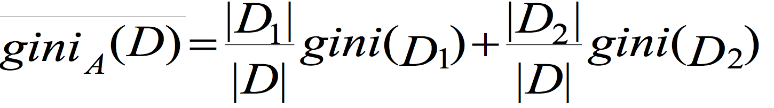 gini_A(D) = |D_1|/|D| gini(D_1) + |D_2|/|D| gini(D_2)